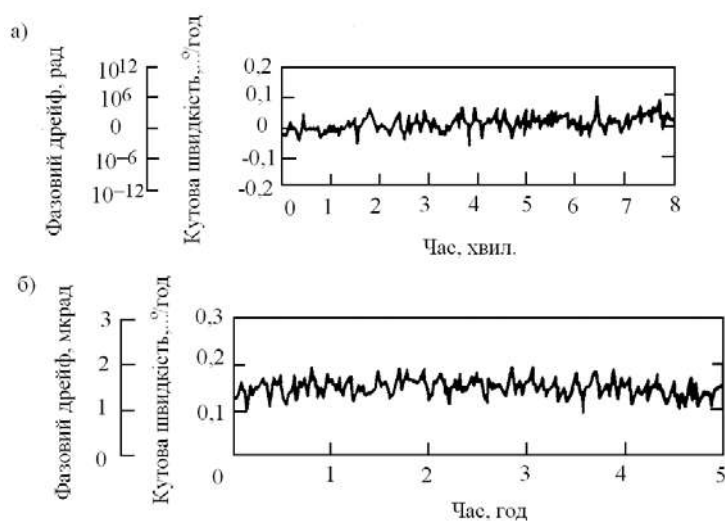 а)
Фазовий дрейф, рад
10¹²
10⁶
0
10⁻⁶
10⁻¹²
Кутова швидкість,...º/год
0,2
0,1
0
-0,1
-0,2
0 1 2 3 4 5 6 7 8
Час, хвил.
б)
Фазовий дрейф, мкрад
3
2
1
0
Кутова швидкість,...º/год
0,3
0,2
0,1
0 1 2 3 4 5
Час, год